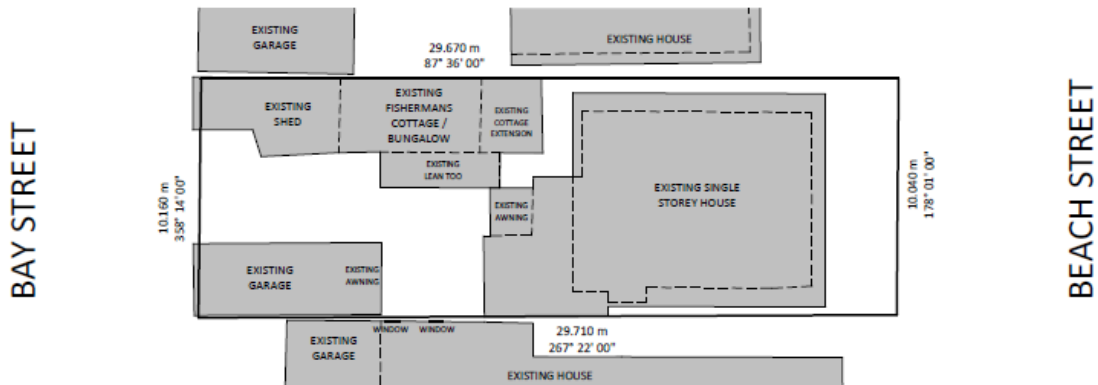 EXISTING
GARAGE
29.670 m
87° 36' 00"
EXISTING HOUSE
BAY STREET
EXISTING
SHED
EXISTING
FISHERMANS
COTTAGE /
BUNGALOW
EXISTING
COTTAGE
EXTENSION
EXISTING
LEAN TOO
10.160 m
358° 14' 00"
EXISTING
AWNING
EXISTING SINGLE
STOREY HOUSE
10.040 m
178° 01' 00"
BEACH STREET
EXISTING
GARAGE
EXISTING
AWNING
WINDOW
WINDOW
29.710 m
267° 22' 00"
EXISTING
GARAGE
EXISTING HOUSE